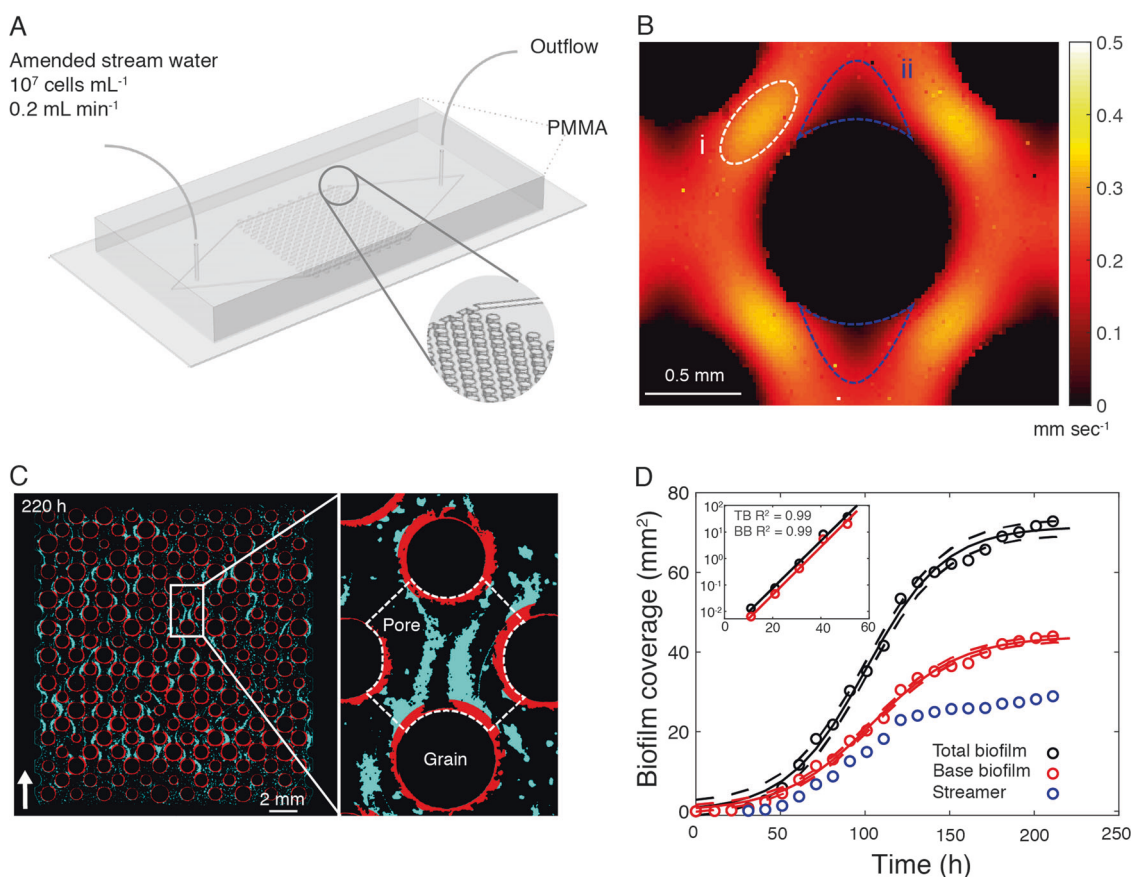 A
Amended stream water
10⁷ cells mL⁻¹
0.2 mL min⁻¹
Outflow
PMMA
B
i
ii
0.5 mm
0.5
0.4
0.3
0.2
0.1
0
mm sec⁻¹
C
220 h
2 mm
Pore
Grain
D
Biofilm coverage (mm²)
80
60
40
20
0
0 50 100 150 200 250
Time (h)
TB R² = 0.99
BB R² = 0.99
10²
10¹
10⁰
10⁻¹
10⁻²
0 20 40 60
Total biofilm
Base biofilm
Streamer